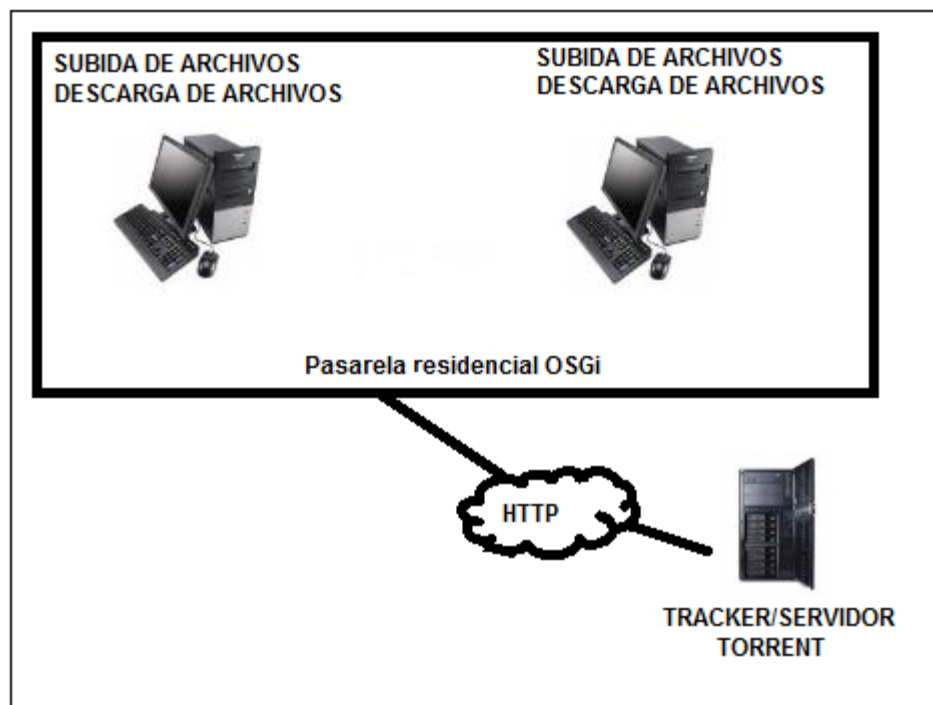 SUBIDA DE ARCHIVOS
DESCARGA DE ARCHIVOS
SUBIDA DE ARCHIVOS
DESCARGA DE ARCHIVOS
Pasarela residencial OSGi
HTTP
TRACKER/SERVIDOR
TORRENT